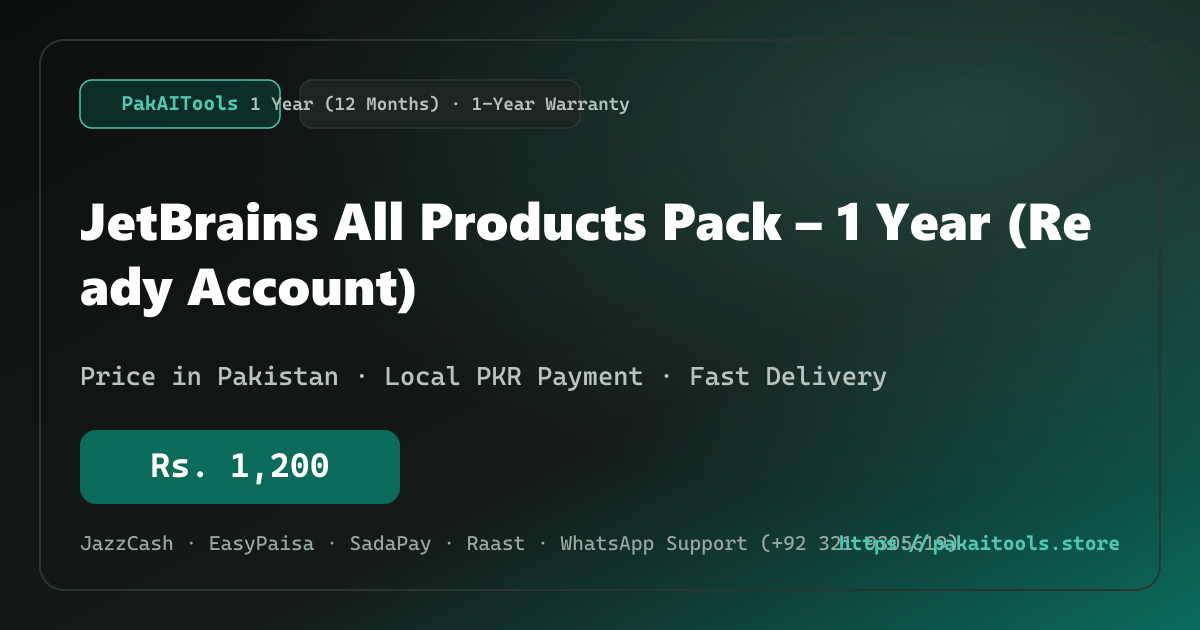 PakAITools 1 Year (12 Months) · 1-Year Warranty
JetBrains All Products Pack – 1 Year (Re
ady Account)
Price in Pakistan · Local PKR Payment · Fast Delivery
Rs. 1,200
JazzCash · EasyPaisa · SadaPay · Raast · WhatsApp Support (+92 321 https://pakaitools.store